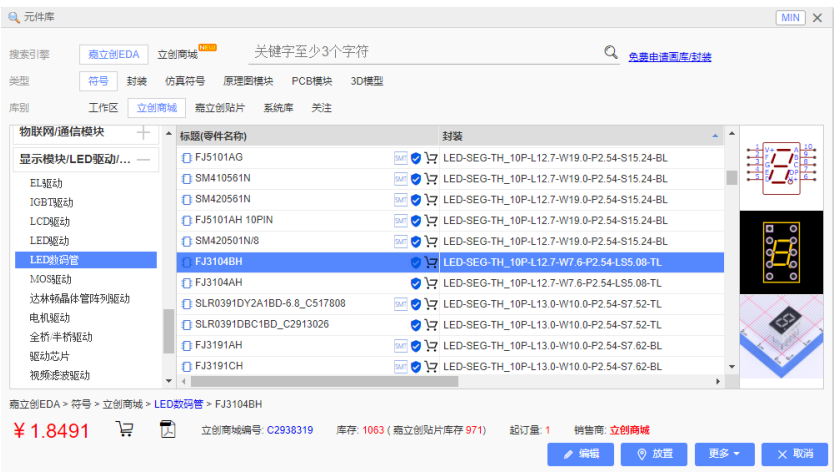 元件库
MIN
搜索引擎 嘉立创EDA 立创商城 NEW 关键字至少3个字符 免费申请画库/封装
类型 符号 封装 仿真符号 原理图模块 PCB模块 3D模型
库别 工作区 立创商城 嘉立创贴片 系统库 关注
物联网/通信模块
显示模块/LED驱动/...
EL驱动
IGBT驱动
LCD驱动
LED驱动
LED数码管
MOS驱动
达林顿晶体管阵列驱动
电机驱动
全桥/半桥驱动
驱动芯片
视频滤波驱动
标题(零件名称) 封装
FJ5101AG SMT LED-SEG-TH_10P-L12.7-W19.0-P2.54-S15.24-BL
SM410561N SMT LED-SEG-TH_10P-L12.7-W19.0-P2.54-S15.24-BL
SM420561N SMT LED-SEG-TH_10P-L12.7-W19.0-P2.54-S15.24-BL
FJ5101AH 10PIN SMT LED-SEG-TH_10P-L12.7-W19.0-P2.54-S15.24-BL
SM420501N/8 SMT LED-SEG-TH_10P-L12.7-W19.0-P2.54-S15.24-BL
FJ3104BH LED-SEG-TH_10P-L12.7-W7.6-P2.54-LS5.08-TL
FJ3104AH LED-SEG-TH_10P-L12.7-W7.6-P2.54-LS5.08-TL
SLR0391DY2A1BD-6.8_C517808 SMT LED-SEG-TH_10P-L13.0-W10.0-P2.54-S7.52-TL
SLR0391DBC1BD_C2913026 LED-SEG-TH_10P-L13.0-W10.0-P2.54-S7.52-TL
FJ3191AH SMT LED-SEG-TH_10P-L13.0-W10.0-P2.54-S7.62-BL
FJ3191CH SMT LED-SEG-TH_10P-L13.0-W10.0-P2.54-S7.62-BL
嘉立创EDA > 符号 > 立创商城 > LED数码管 > FJ3104BH
¥ 1.8491 立创商城编号: C2938319 库存: 1063 ( 嘉立创贴片库存 971) 起订量: 1 销售商: 立创商城
编辑 放置 更多 取消